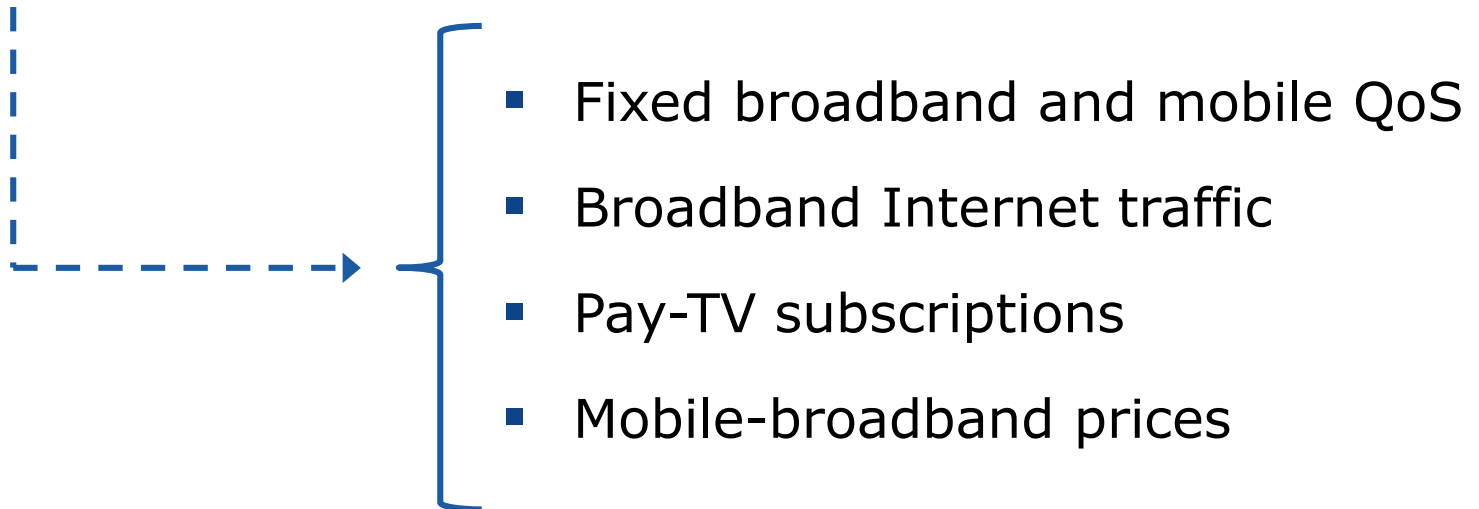 ▪ Fixed broadband and mobile QoS
▪ Broadband Internet traffic
▪ Pay-TV subscriptions
▪ Mobile-broadband prices